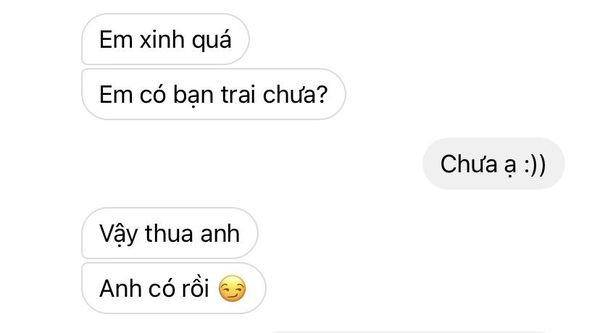 Em xinh quá
Em có bạn trai chưa?
Chưa ạ :))
Vậy thua anh
Anh có rồi 😏